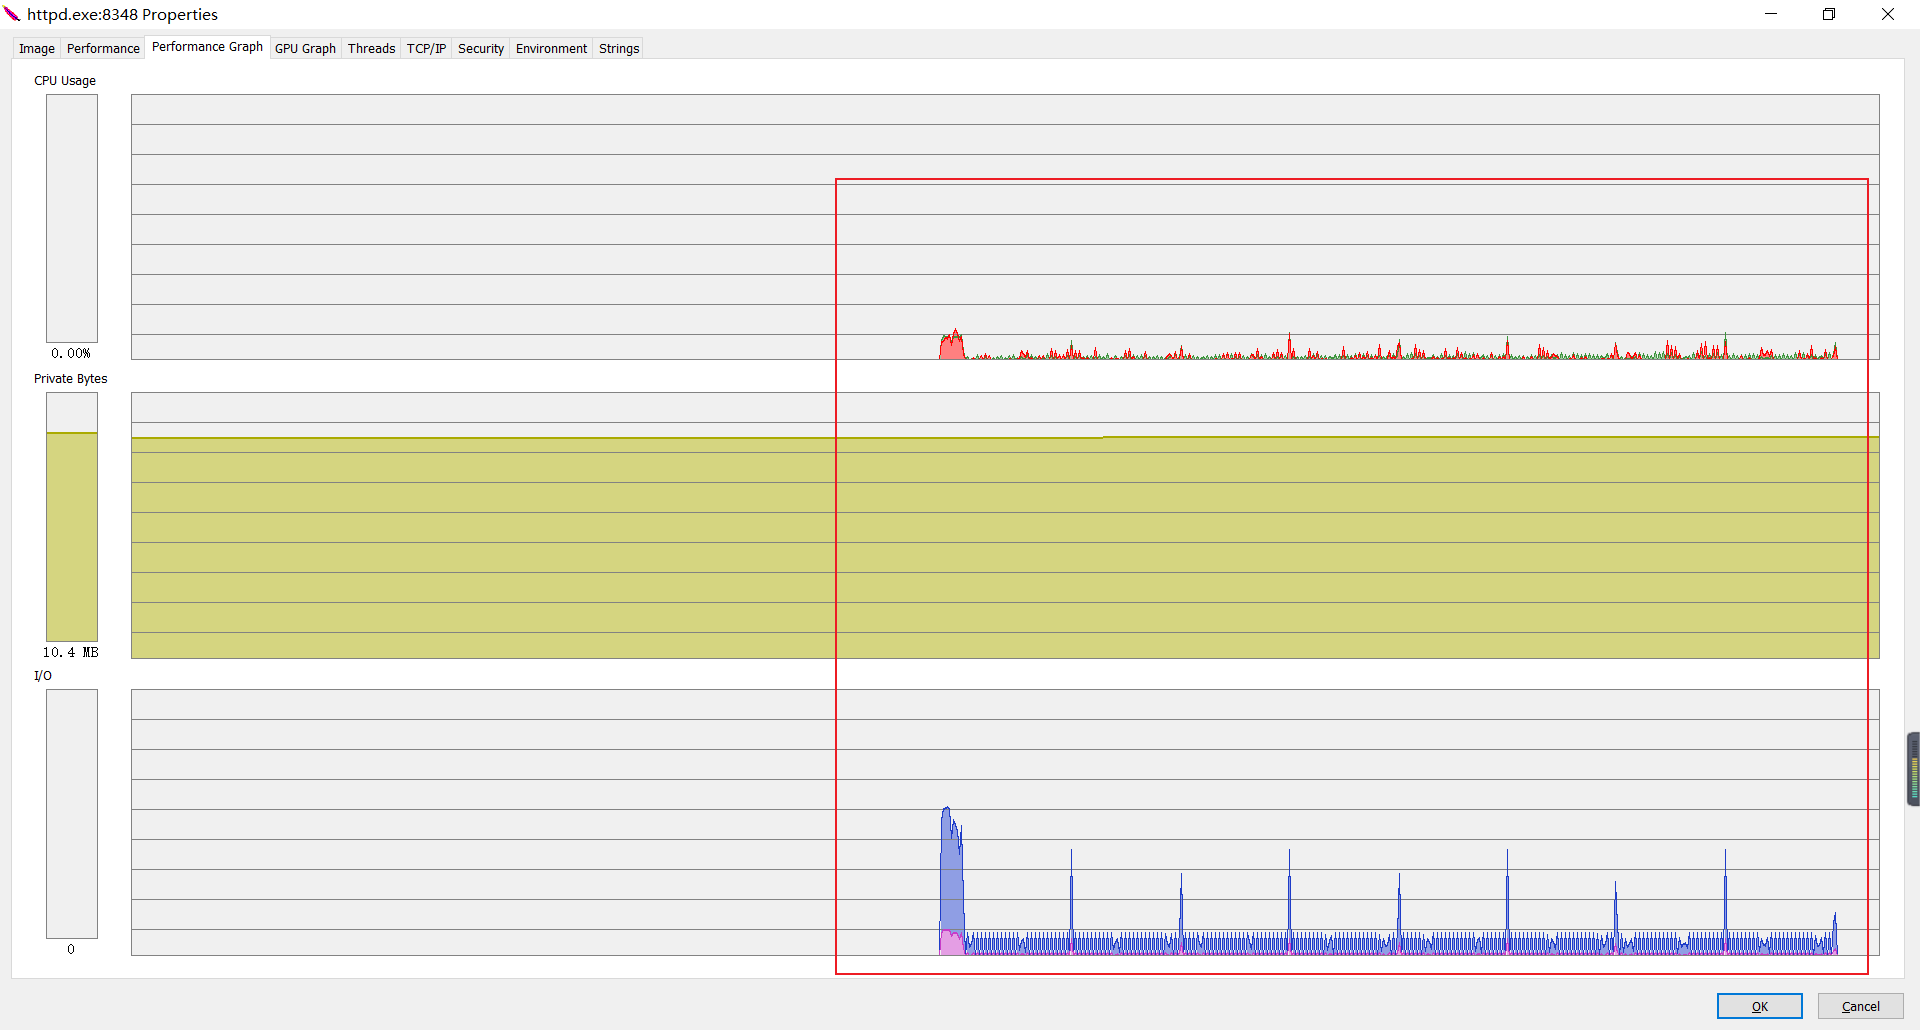 httpd.exe:8348 Properties
Image Performance Performance Graph GPU Graph Threads TCP/IP Security Environment Strings
CPU Usage
0.00%
Private Bytes
10.4 MB
I/O
0
OK Cancel